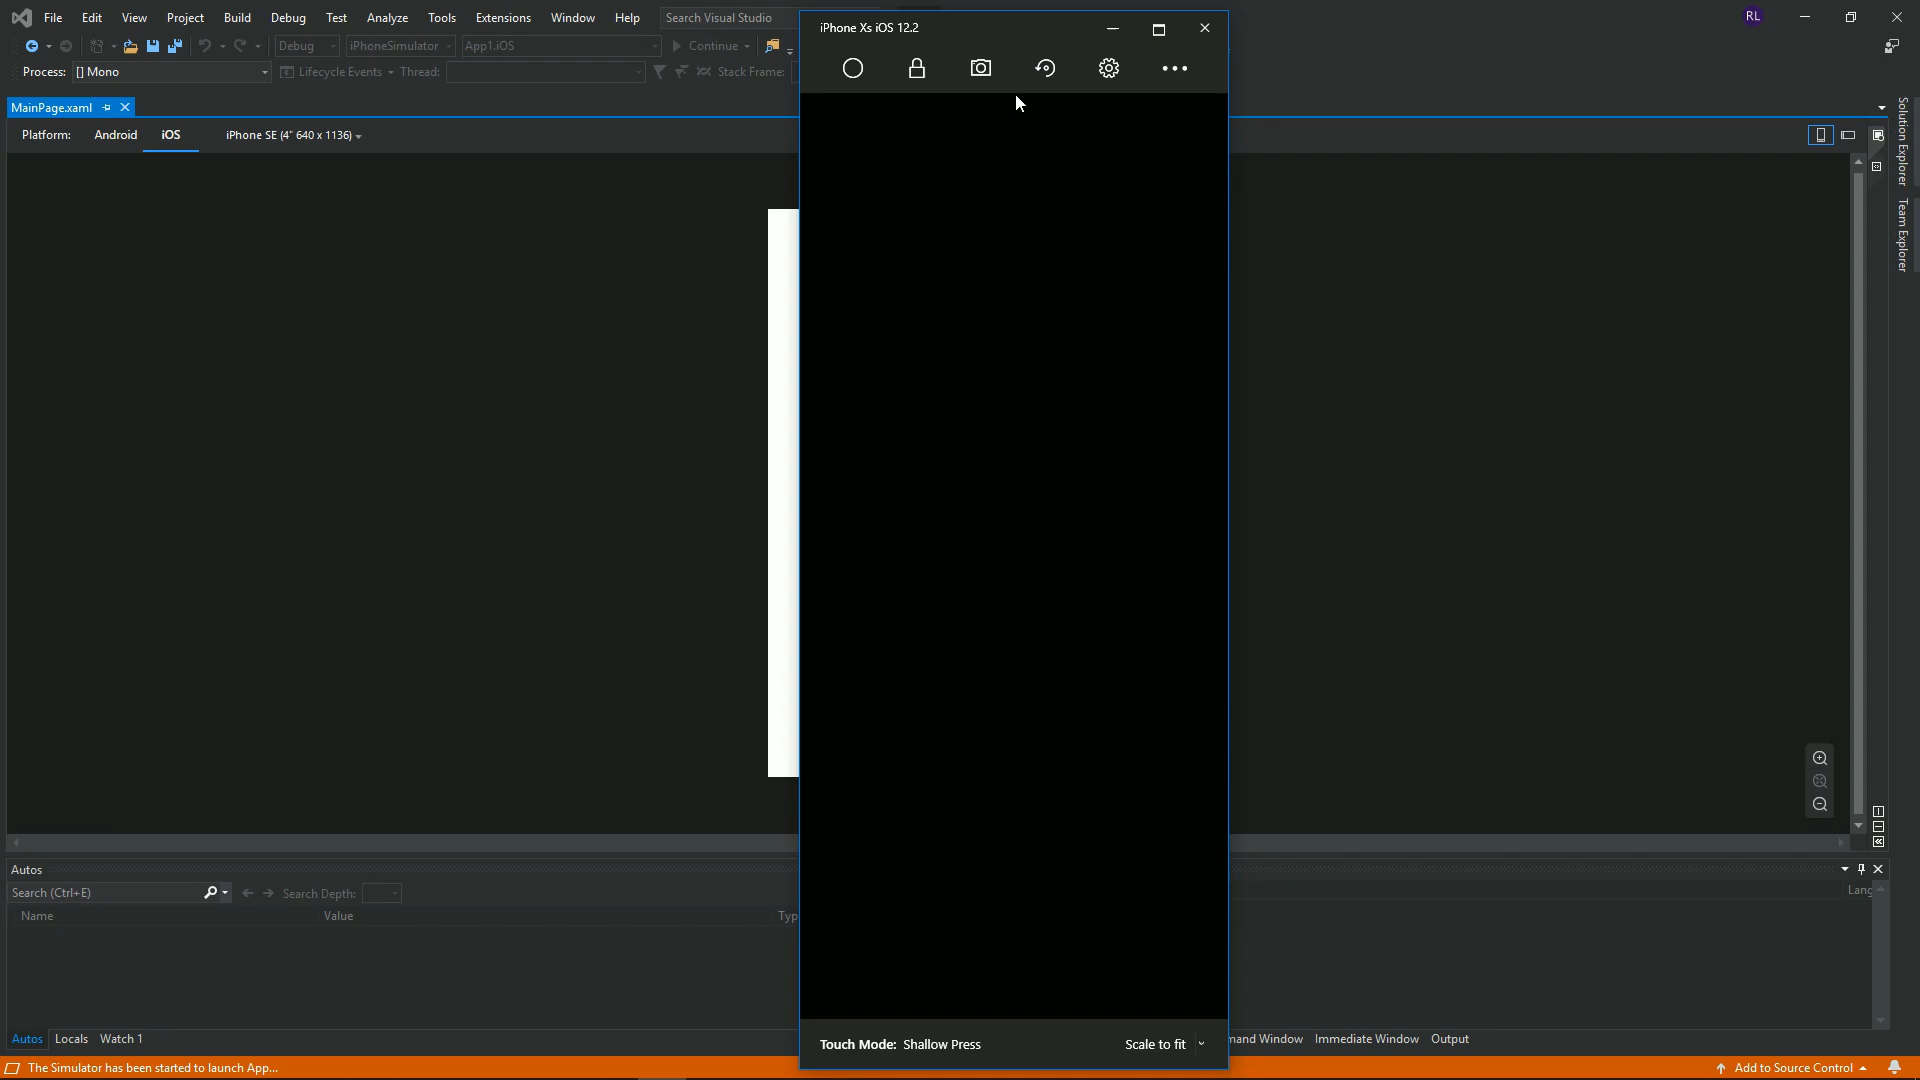 File Edit View Project Build Debug Test Analyze Tools Extensions Window Help Search Visual Studio
iPhone Xs iOS 12.2
RL
Debug iPhoneSimulator App1.iOS Continue
Process: [] Mono Lifecycle Events Thread: Stack Frame:
MainPage.xaml
Platform: Android iOS iPhone SE (4" 640 x 1136)
Solution Explorer
Team Explorer
Autos
Search (Ctrl+E) Search Depth:
Name Value Typ
Lang
Autos Locals Watch 1
Touch Mode: Shallow Press Scale to fit
mand Window Immediate Window Output
The Simulator has been started to launch App...
Add to Source Control